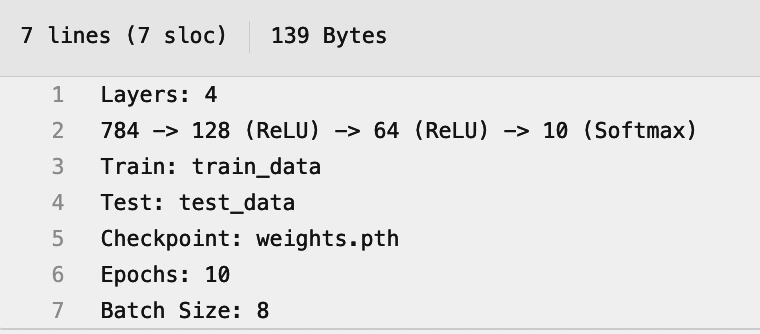 7 lines (7 sloc) 139 Bytes
1 Layers: 4
2 784 -> 128 (ReLU) -> 64 (ReLU) -> 10 (Softmax)
3 Train: train_data
4 Test: test_data
5 Checkpoint: weights.pth
6 Epochs: 10
7 Batch Size: 8